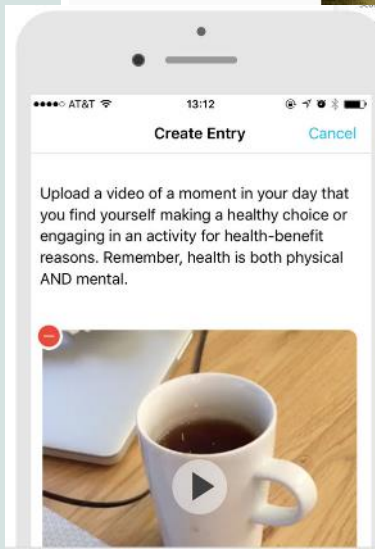 AT&T 13:12
Create Entry Cancel
Upload a video of a moment in your day that
you find yourself making a healthy choice or
engaging in an activity for health-benefit
reasons. Remember, health is both physical
AND mental.